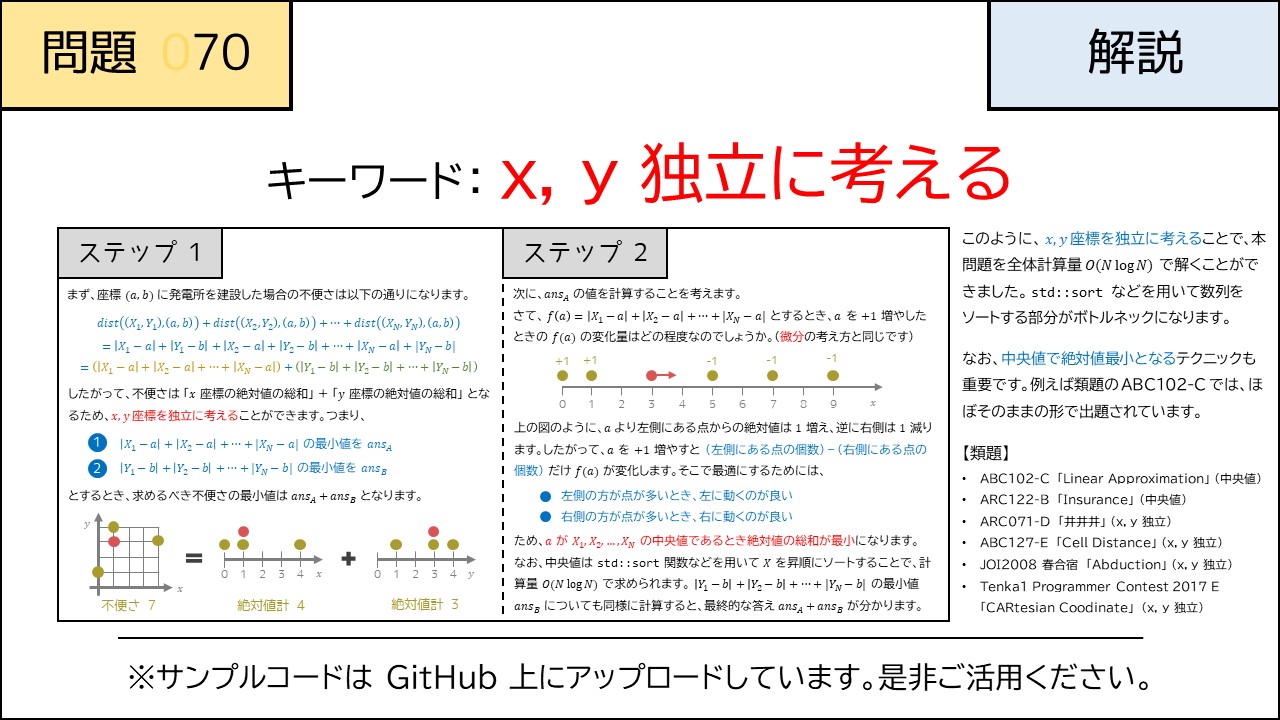 問題 070
解説
キーワード: x, y 独立に考える
ステップ 1
まず、座標 (a, b) に発電所を建設した場合の不便さは以下の通りになります。
dist((X₁, Y₁), (a, b)) + dist((X₂, Y₂), (a, b)) + ⋯ + dist((X_N, Y_N), (a, b))
= |X₁ − a| + |Y₁ − b| + |X₂ − a| + |Y₂ − b| + ⋯ + |X_N − a| + |Y_N − b|
= (|X₁ − a| + |X₂ − a| + ⋯ + |X_N − a|) + (|Y₁ − b| + |Y₂ − b| + ⋯ + |Y_N − b|)
したがって、不便さは「x 座標の絶対値の総和」+「y 座標の絶対値の総和」とな
るため、x, y 座標を独立に考えることができます。つまり、
1 |X₁ − a| + |X₂ − a| + ⋯ + |X_N − a| の最小値を ans_A
2 |Y₁ − b| + |Y₂ − b| + ⋯ + |Y_N − b| の最小値を ans_B
とするとき、求めるべき不便さの最小値は ans_A + ans_B となります。
y
x
不便さ 7
=
0 1 2 3 4 x
絶対値計 4
+
0 1 2 3 4 y
絶対値計 3
ステップ 2
次に、ans_A の値を計算することを考えます。
さて、f(a) = |X₁ − a| + |X₂ − a| + ⋯ + |X_N − a| とするとき、a を +1 増やした
ときの f(a) の変化量はどの程度なのでしょうか。(微分の考え方と同じです)
+1 +1 -1 -1 -1
0 1 2 3 4 5 6 7 8 9 x
上の図のように、a より左側にある点からの絶対値は 1 増え、逆に右側は 1 減り
ます。したがって、a を +1 増やすと (左側にある点の個数) − (右側にある点の
個数) だけ f(a) が変化します。そこで最適にするためには、
● 左側の方が点が多いとき、左に動くのが良い
● 右側の方が点が多いとき、右に動くのが良い
ため、a が X₁, X₂, …, X_N の中央値であるとき絶対値の総和が最小になります。
なお、中央値は std::sort 関数などを用いて X を昇順にソートすることで、計
算量 O(N log N) で求められます。|Y₁ − b| + |Y₂ − b| + ⋯ + |Y_N − b| の最小値
ans_B についても同様に計算すると、最終的な答え ans_A + ans_B が分かります。
このように、x, y 座標を独立に考えることで、本
問題を全体計算量 O(N log N) で解くことがで
きました。std::sort などを用いて数列を
ソートする部分がボトルネックになります。
なお、中央値で絶対値最小となるテクニックも
重要です。例えば類題のABC102-Cでは、ほ
ぼそのままの形で出題されています。
【類題】
• ABC102-C「Linear Approximation」(中央値)
• ARC122-B「Insurance」(中央値)
• ARC071-D「井井井」(x, y 独立)
• ABC127-E「Cell Distance」(x, y 独立)
• JOI2008 春合宿「Abduction」(x, y 独立)
• Tenka1 Programmer Contest 2017 E
「CARtesian Coodinate」(x, y 独立)
※サンプルコードは GitHub 上にアップロードしています。是非ご活用ください。